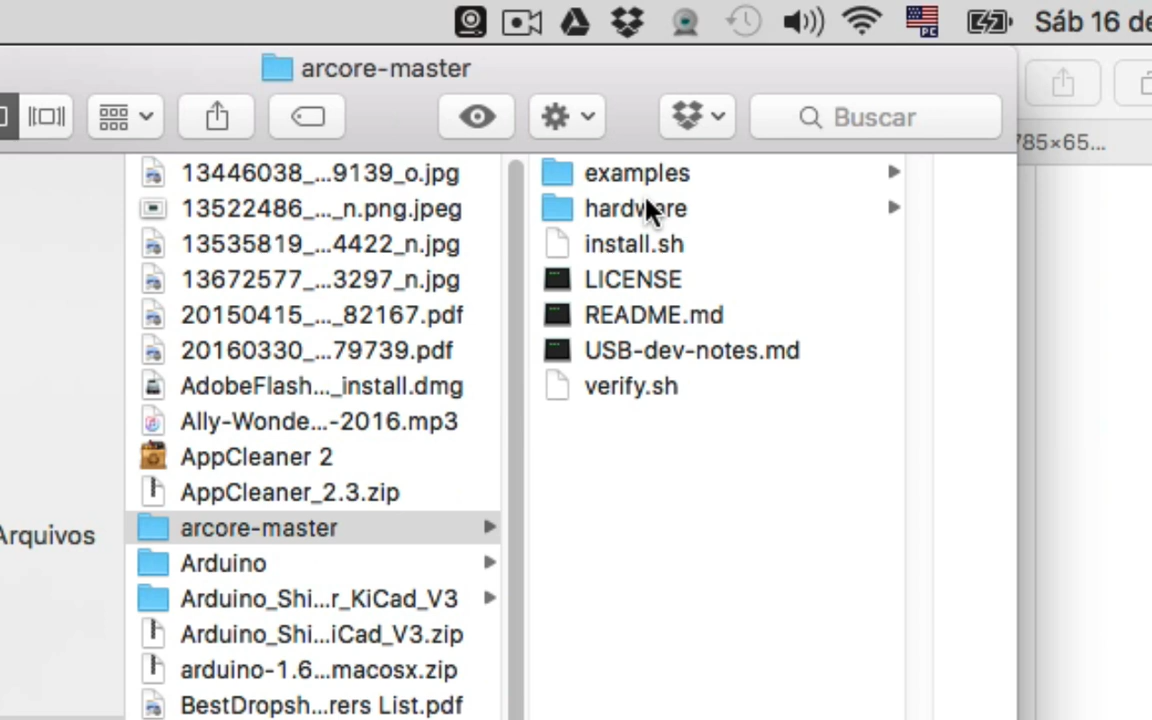 PC
Sáb 16 de
arcore-master
Buscar
785×65...
Arquivos
13446038_...9139_o.jpg
13522486_..._n.png.jpeg
13535819_...4422_n.jpg
13672577_...3297_n.jpg
20150415_..._82167.pdf
20160330_...79739.pdf
AdobeFlash..._install.dmg
Ally-Wonde...-2016.mp3
AppCleaner 2
AppCleaner_2.3.zip
arcore-master
Arduino
Arduino_Shi...r_KiCad_V3
Arduino_Shi...iCad_V3.zip
arduino-1.6...macosx.zip
BestDropsh...rers List.pdf
examples
hardware
install.sh
LICENSE
README.md
USB-dev-notes.md
verify.sh